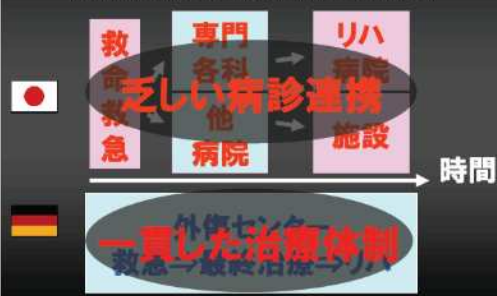 救命救急
専門各科
他病院
リハ病院
施設
乏しい病診連携
時間
外傷センター
救急→最終治療→リハ
一貫した治療体制